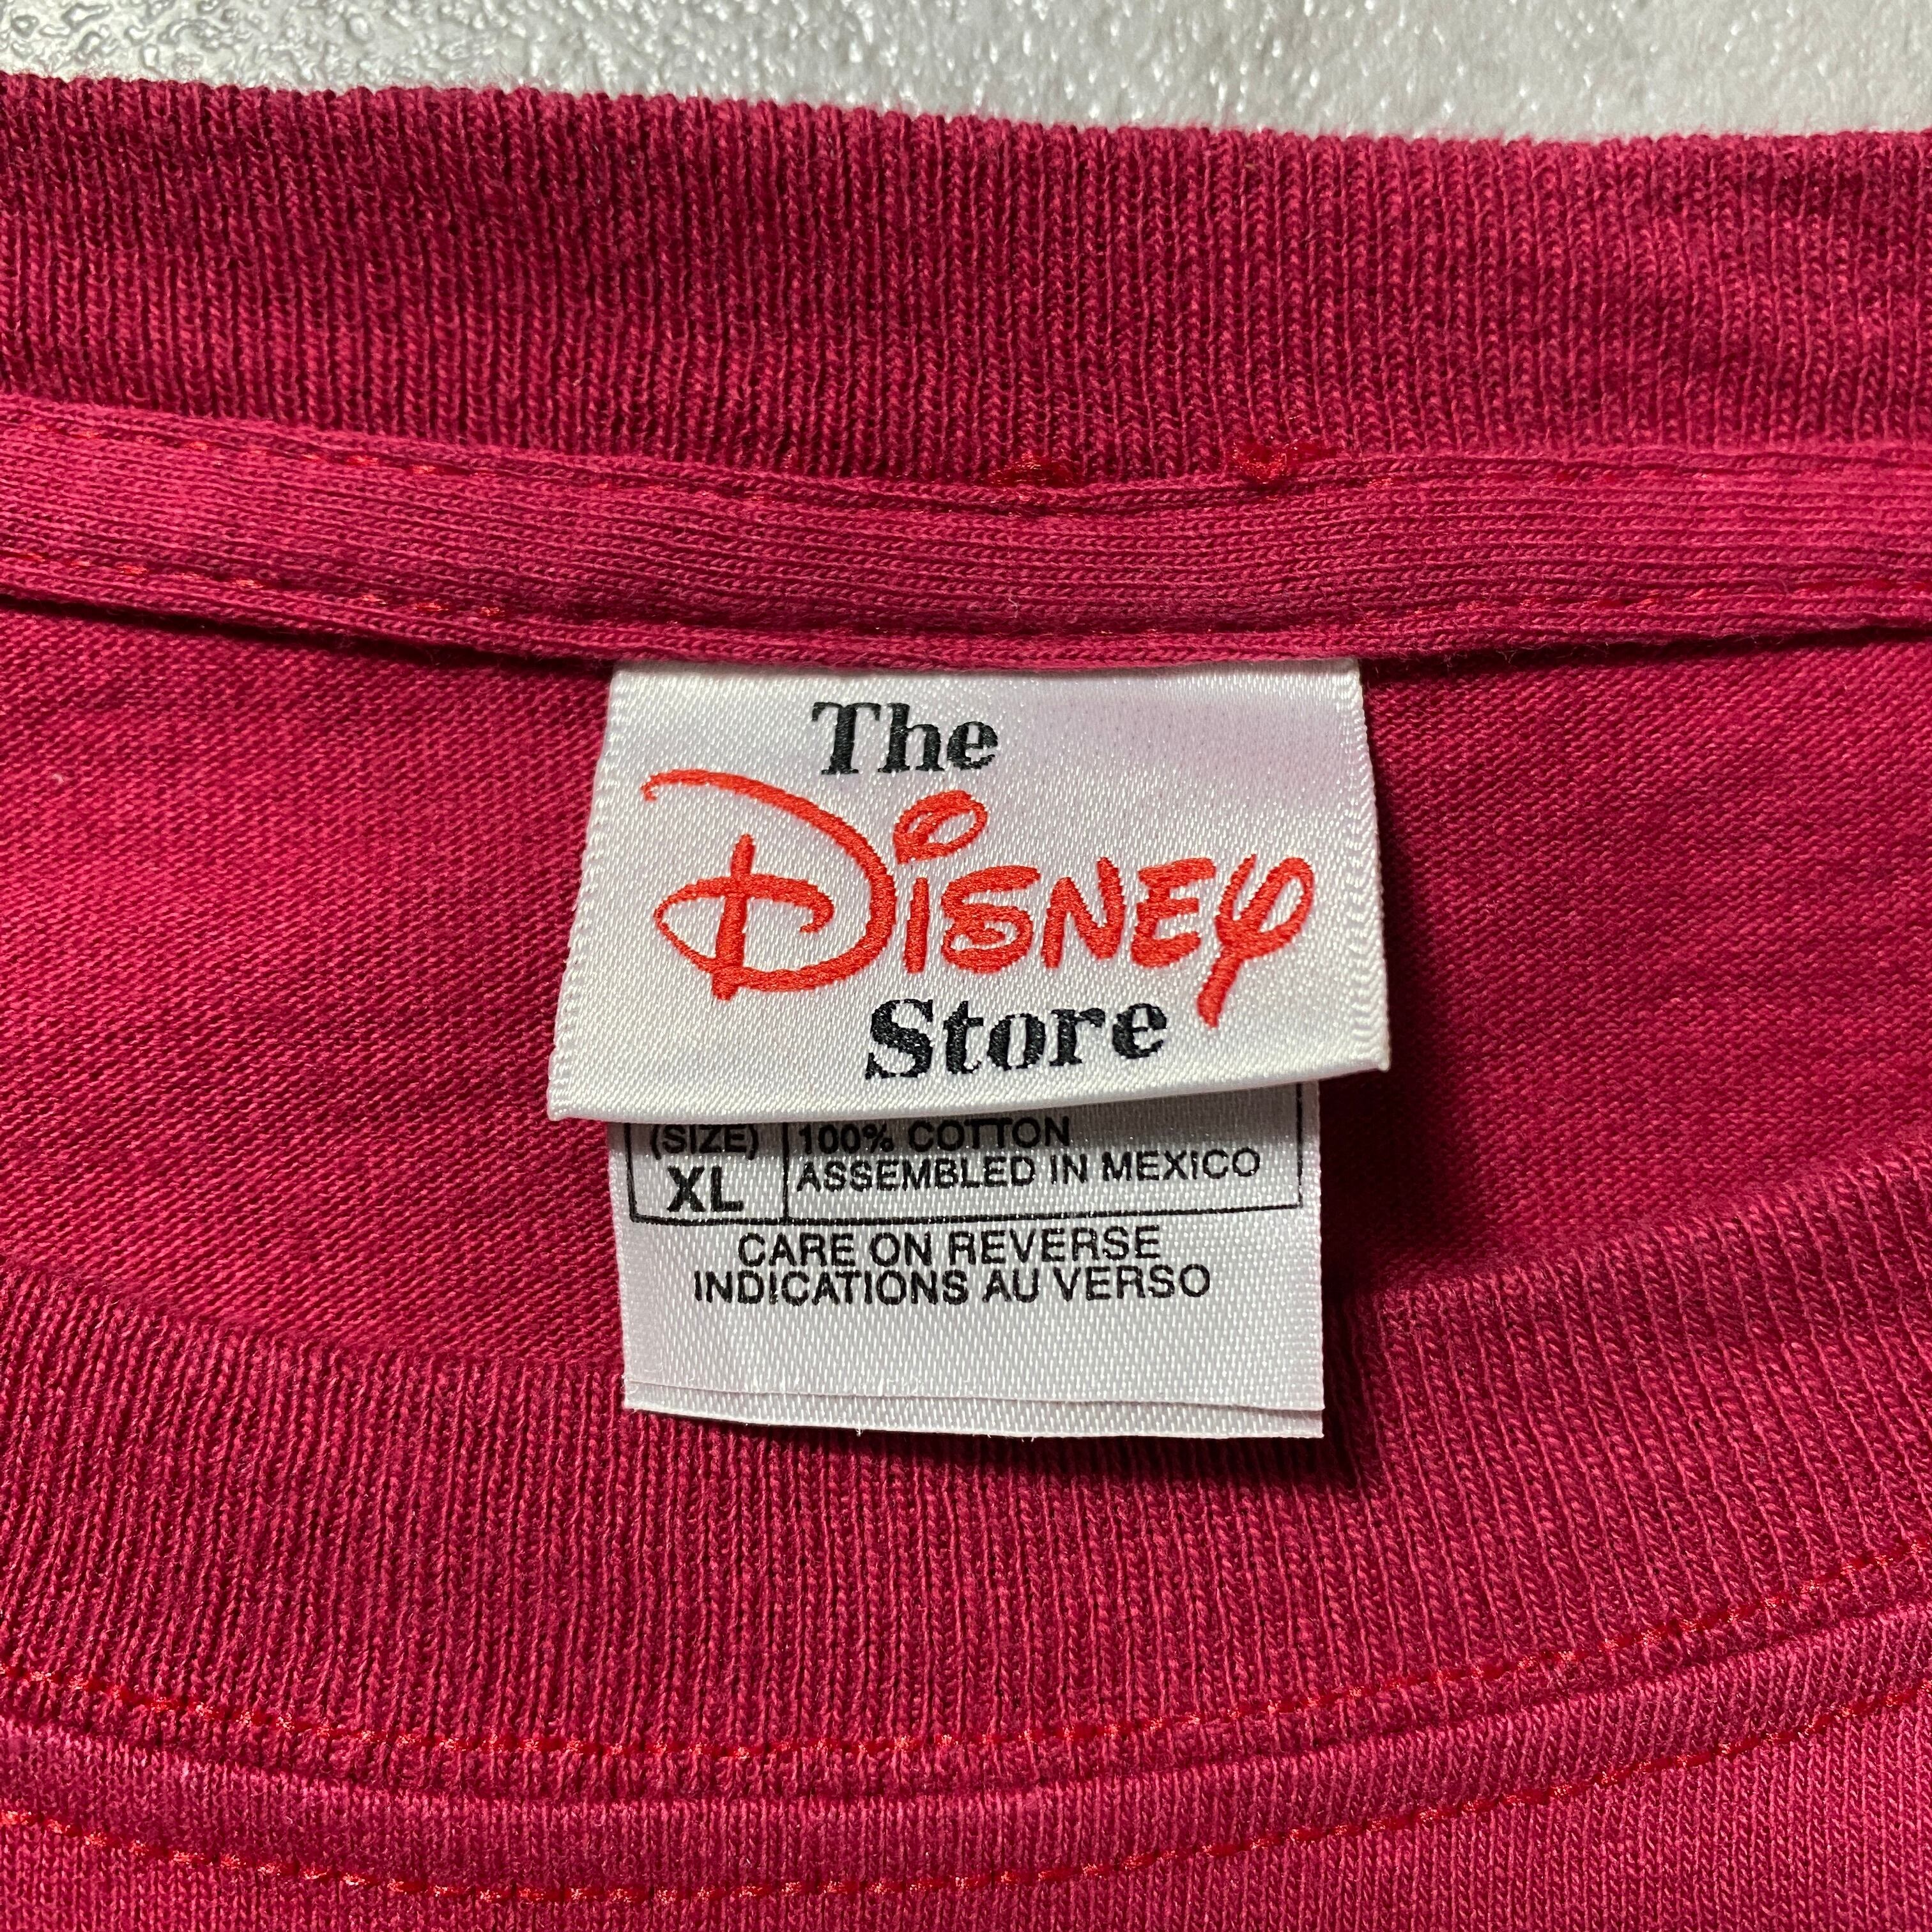 The
Disney
Store
(SIZE)
XL
100% COTTON
ASSEMBLED IN MEXICO
CARE ON REVERSE
INDICATIONS AU VERSO